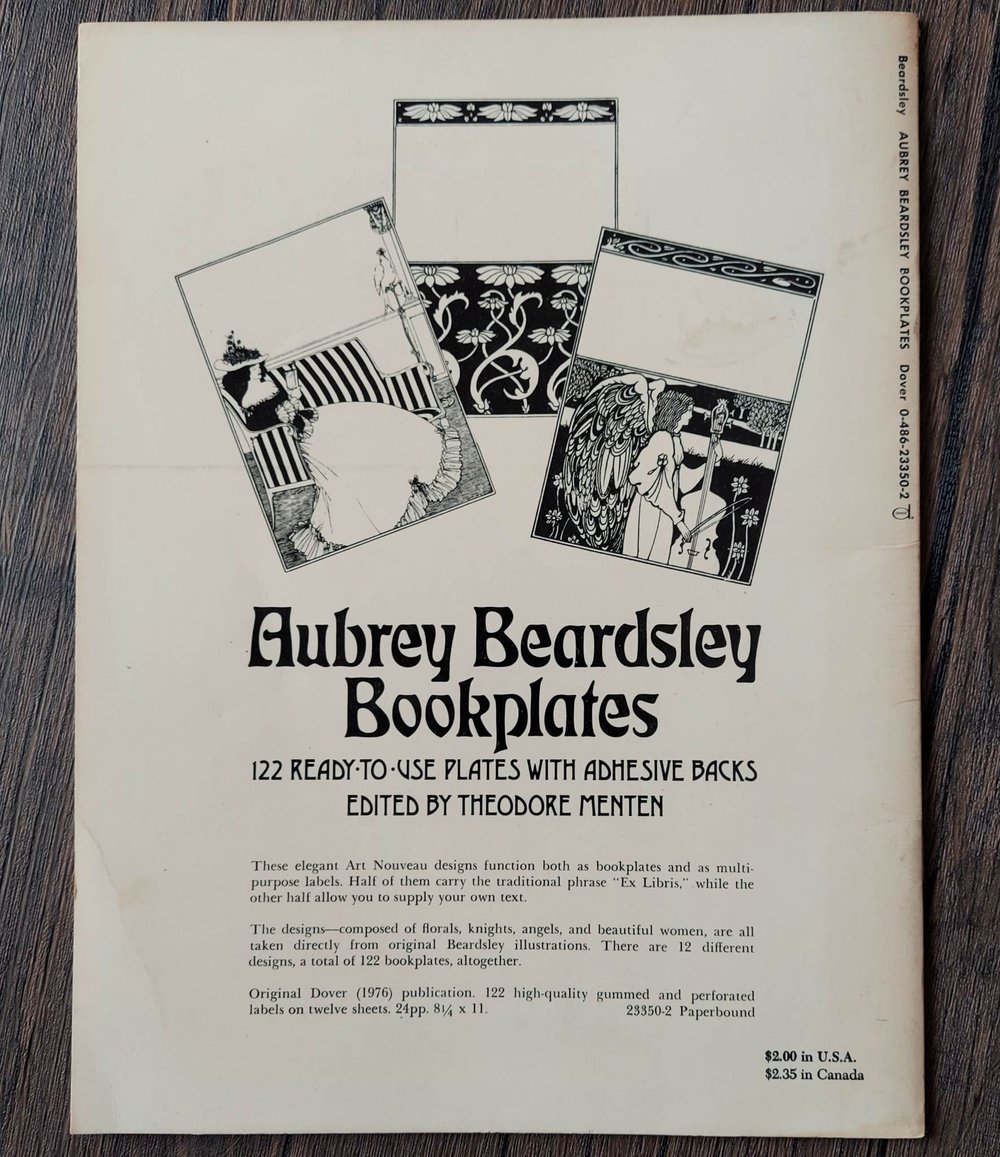 Beardsley AUBREY BEARDSLEY BOOKPLATES Dover 0-486-23350-2
Aubrey Beardsley
Bookplates
122 READY·TO·USE PLATES WITH ADHESIVE BACKS
EDITED BY THEODORE MENTEN
These elegant Art Nouveau designs function both as bookplates and as multi-
purpose labels. Half of them carry the traditional phrase "Ex Libris," while the
other half allow you to supply your own text.
The designs—composed of florals, knights, angels, and beautiful women, are all
taken directly from original Beardsley illustrations. There are 12 different
designs, a total of 122 bookplates, altogether.
Original Dover (1976) publication. 122 high-quality gummed and perforated
labels on twelve sheets. 24pp. 8¼ x 11. 23350-2 Paperbound
$2.00 in U.S.A.
$2.35 in Canada